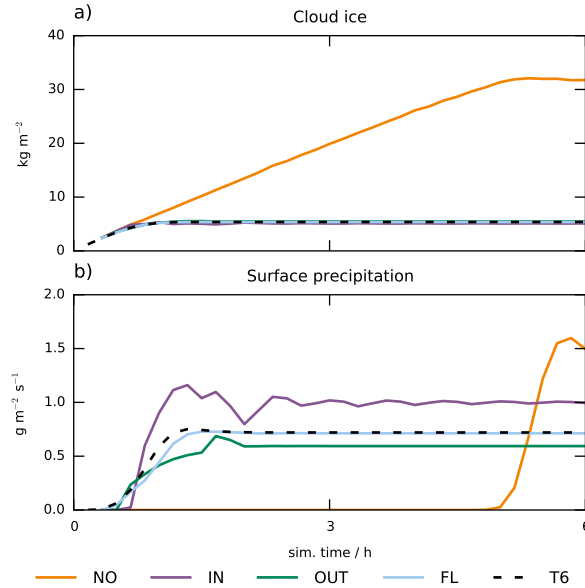 a)
Cloud ice
40
30
20
10
0
kg m⁻²
b)
Surface precipitation
2.0
1.5
1.0
0.5
0.0
g m⁻² s⁻¹
0
3
6
sim. time / h
NO IN OUT FL T6